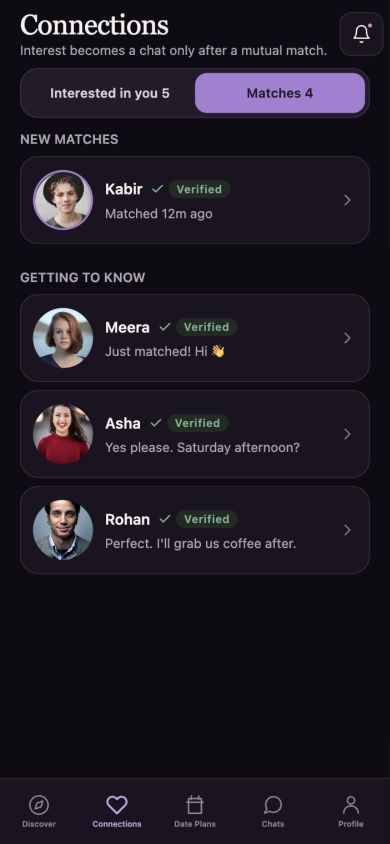 Connections
Interest becomes a chat only after a mutual match.
Interested in you 5
Matches 4
NEW MATCHES
Kabir ✓ Verified
Matched 12m ago
GETTING TO KNOW
Meera ✓ Verified
Just matched! Hi 👋
Asha ✓ Verified
Yes please. Saturday afternoon?
Rohan ✓ Verified
Perfect. I'll grab us coffee after.
Discover
Connections
Date Plans
Chats
Profile